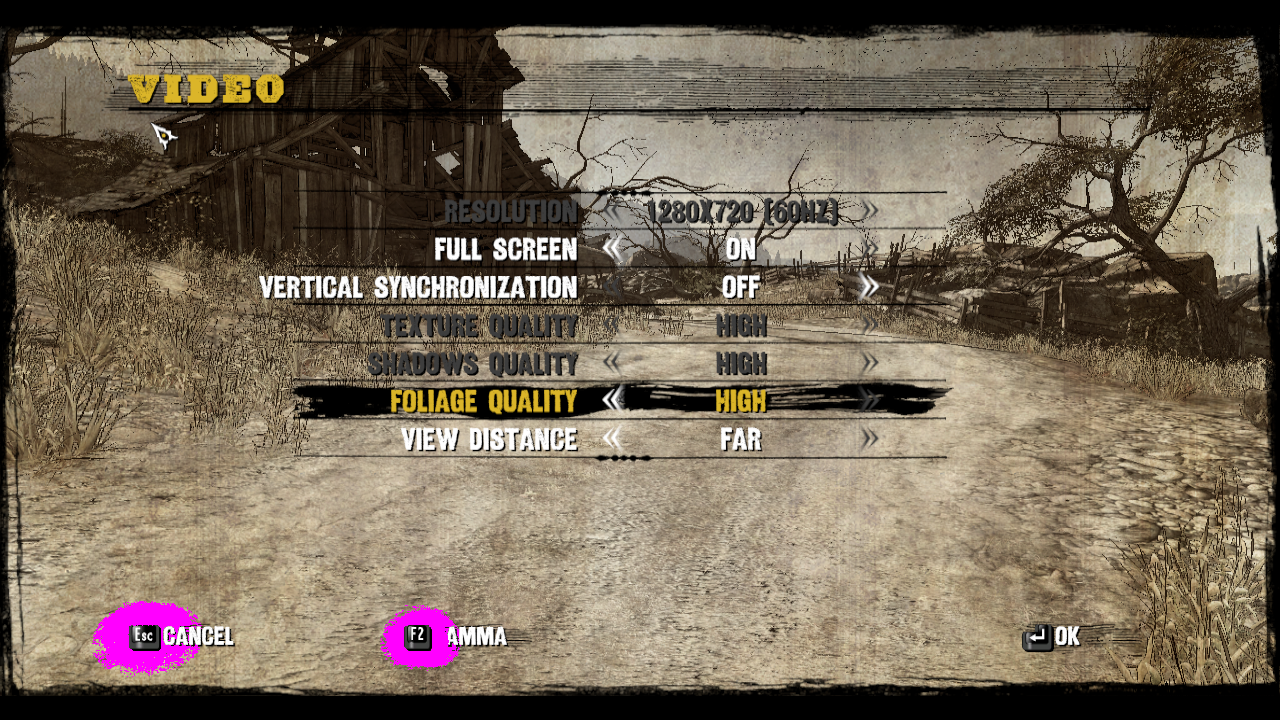 VIDEO
RESOLUTION 1280X720 [60HZ]
FULL SCREEN ON
VERTICAL SYNCHRONIZATION OFF
TEXTURE QUALITY HIGH
SHADOWS QUALITY HIGH
FOLIAGE QUALITY HIGH
VIEW DISTANCE FAR
Esc CANCEL F2 AMMA OK